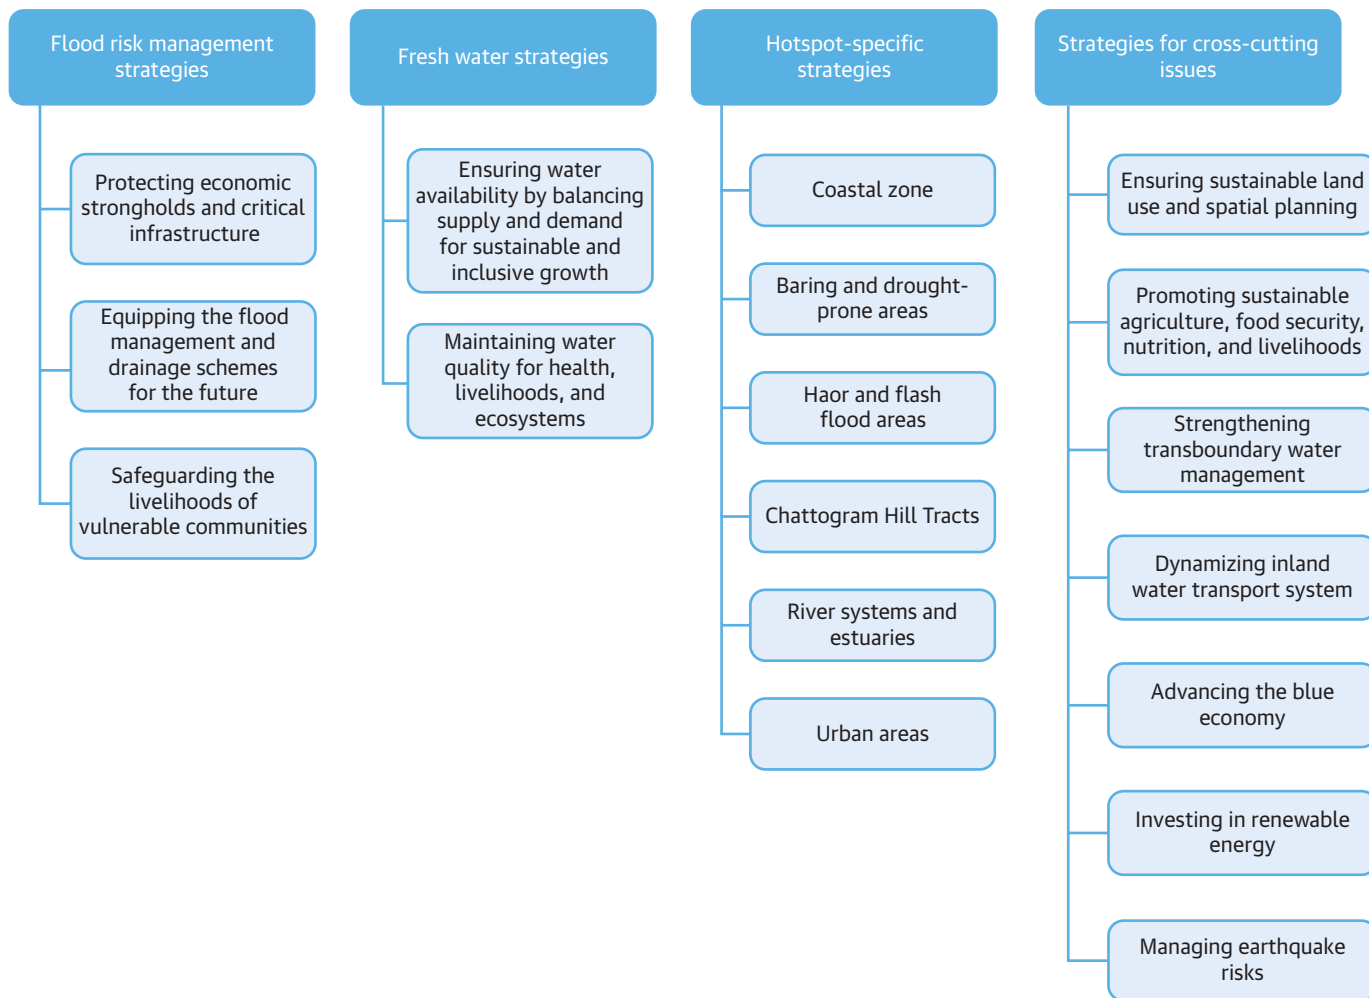 Flood risk management
strategies
Protecting economic
strongholds and critical
infrastructure
Equipping the flood
management and
drainage schemes
for the future
Safeguarding the
livelihoods of
vulnerable communities
Fresh water strategies
Ensuring water
availability by balancing
supply and demand
for sustainable and
inclusive growth
Maintaining water
quality for health,
livelihoods, and
ecosystems
Hotspot-specific
strategies
Coastal zone
Baring and drought-
prone areas
Haor and flash
flood areas
Chattogram Hill Tracts
River systems and
estuaries
Urban areas
Strategies for cross-cutting
issues
Ensuring sustainable land
use and spatial planning
Promoting sustainable
agriculture, food security,
nutrition, and livelihoods
Strengthening
transboundary water
management
Dynamizing inland
water transport system
Advancing the blue
economy
Investing in renewable
energy
Managing earthquake
risks